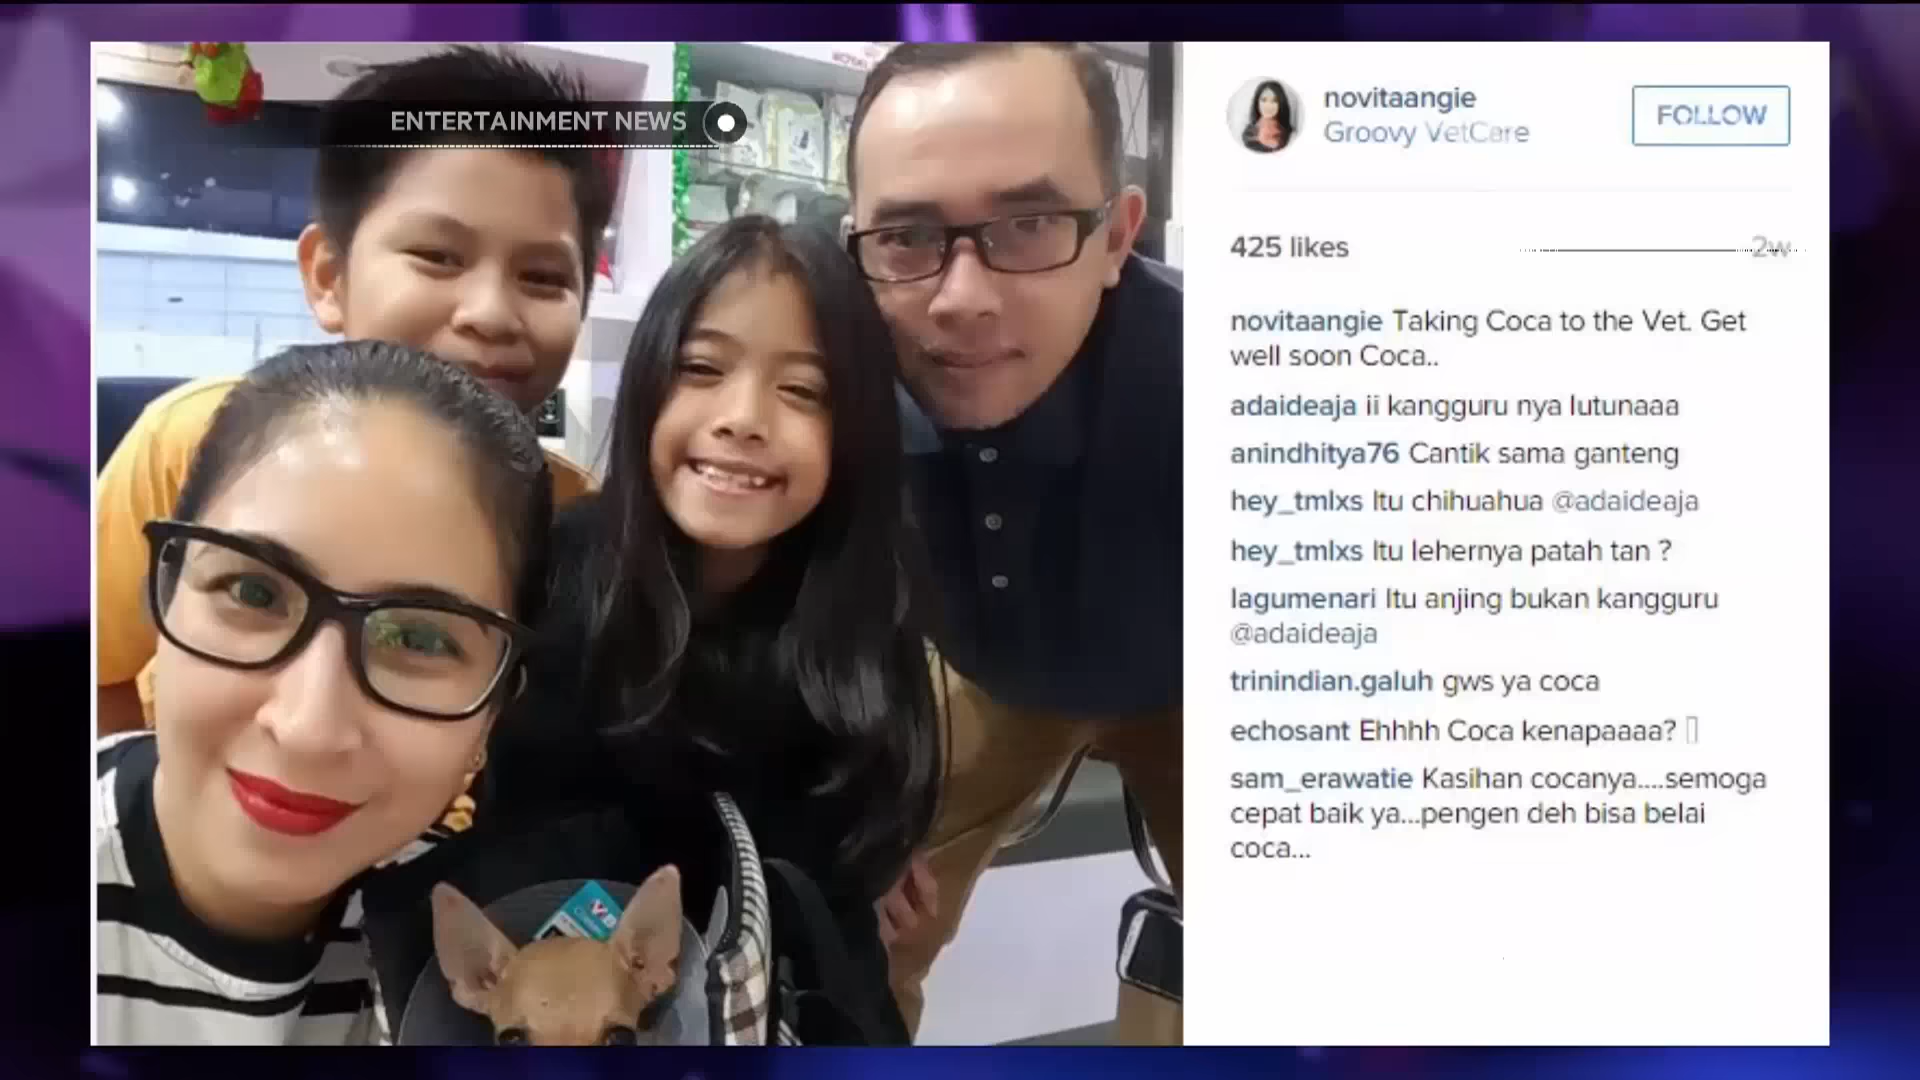 ENTERTAINMENT NEWS
novitaangie
Groovy VetCare
FOLLOW
425 likes
2w
novitaangie Taking Coca to the Vet. Get
well soon Coca..
adaideaja ii kangguru nya lutunaaa
anindhitya76 Cantik sama ganteng
hey_tmlxs Itu chihuahua @adaideaja
hey_tmlxs Itu lehernya patah tan ?
lagumenari Itu anjing bukan kangguru
@adaideaja
trinindian.galuh gws ya coca
echosant Ehhhh Coca kenapaaaa?
sam_erawatie Kasihan cocanya....semoga
cepat baik ya...pengen deh bisa belai
coca...